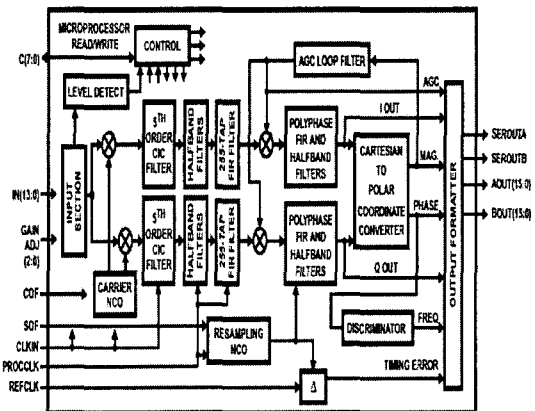 MICROPROCESSOR
READ/WRITE
C(7:0)
CONTROL
LEVEL DETECT
AGC LOOP FILTER
AGC
I OUT
5TH
ORDER
CIC
FILTER
HALFBAND
FILTERS
255-TAP
FIR FILTER
POLYPHASE
FIR AND
HALFBAND
FILTERS
CARTESIAN
TO
POLAR
COORDINATE
CONVERTER
MAG.
PHASE
OUTPUT FORMATTER
SEROUTA
SEROUTB
AOUT(15:0)
BOUT(15:0)
IN(13:0)
INPUT
SECTION
GAIN
ADJ
(2:0)
5TH
ORDER
CIC
FILTER
HALFBAND
FILTERS
255-TAP
FIR FILTER
POLYPHASE
FIR AND
HALFBAND
FILTERS
Q OUT
COF
CARRIER
NCO
SOF
CLKIN
PROCCLK
REFCLK
RESAMPLING
NCO
Δ
DISCRIMINATOR
FREQ
TIMING ERROR